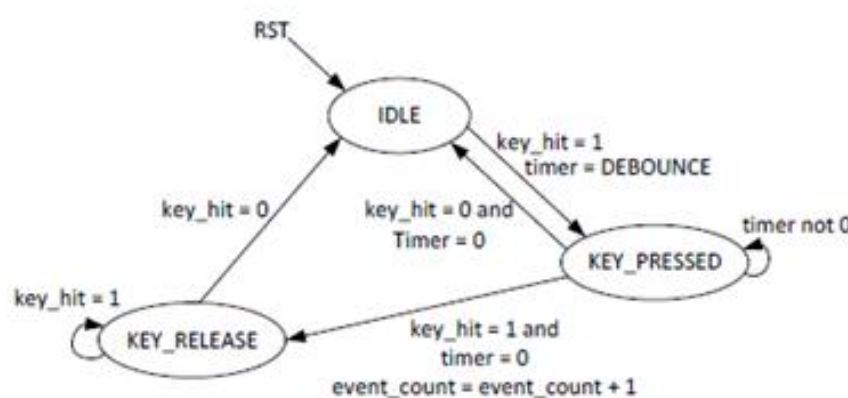 RST
IDLE
key_hit = 1
timer = DEBOUNCE
key_hit = 0
key_hit = 0 and
Timer = 0
timer not 0
KEY_PRESSED
key_hit = 1
KEY_RELEASE
key_hit = 1 and
timer = 0
event_count = event_count + 1